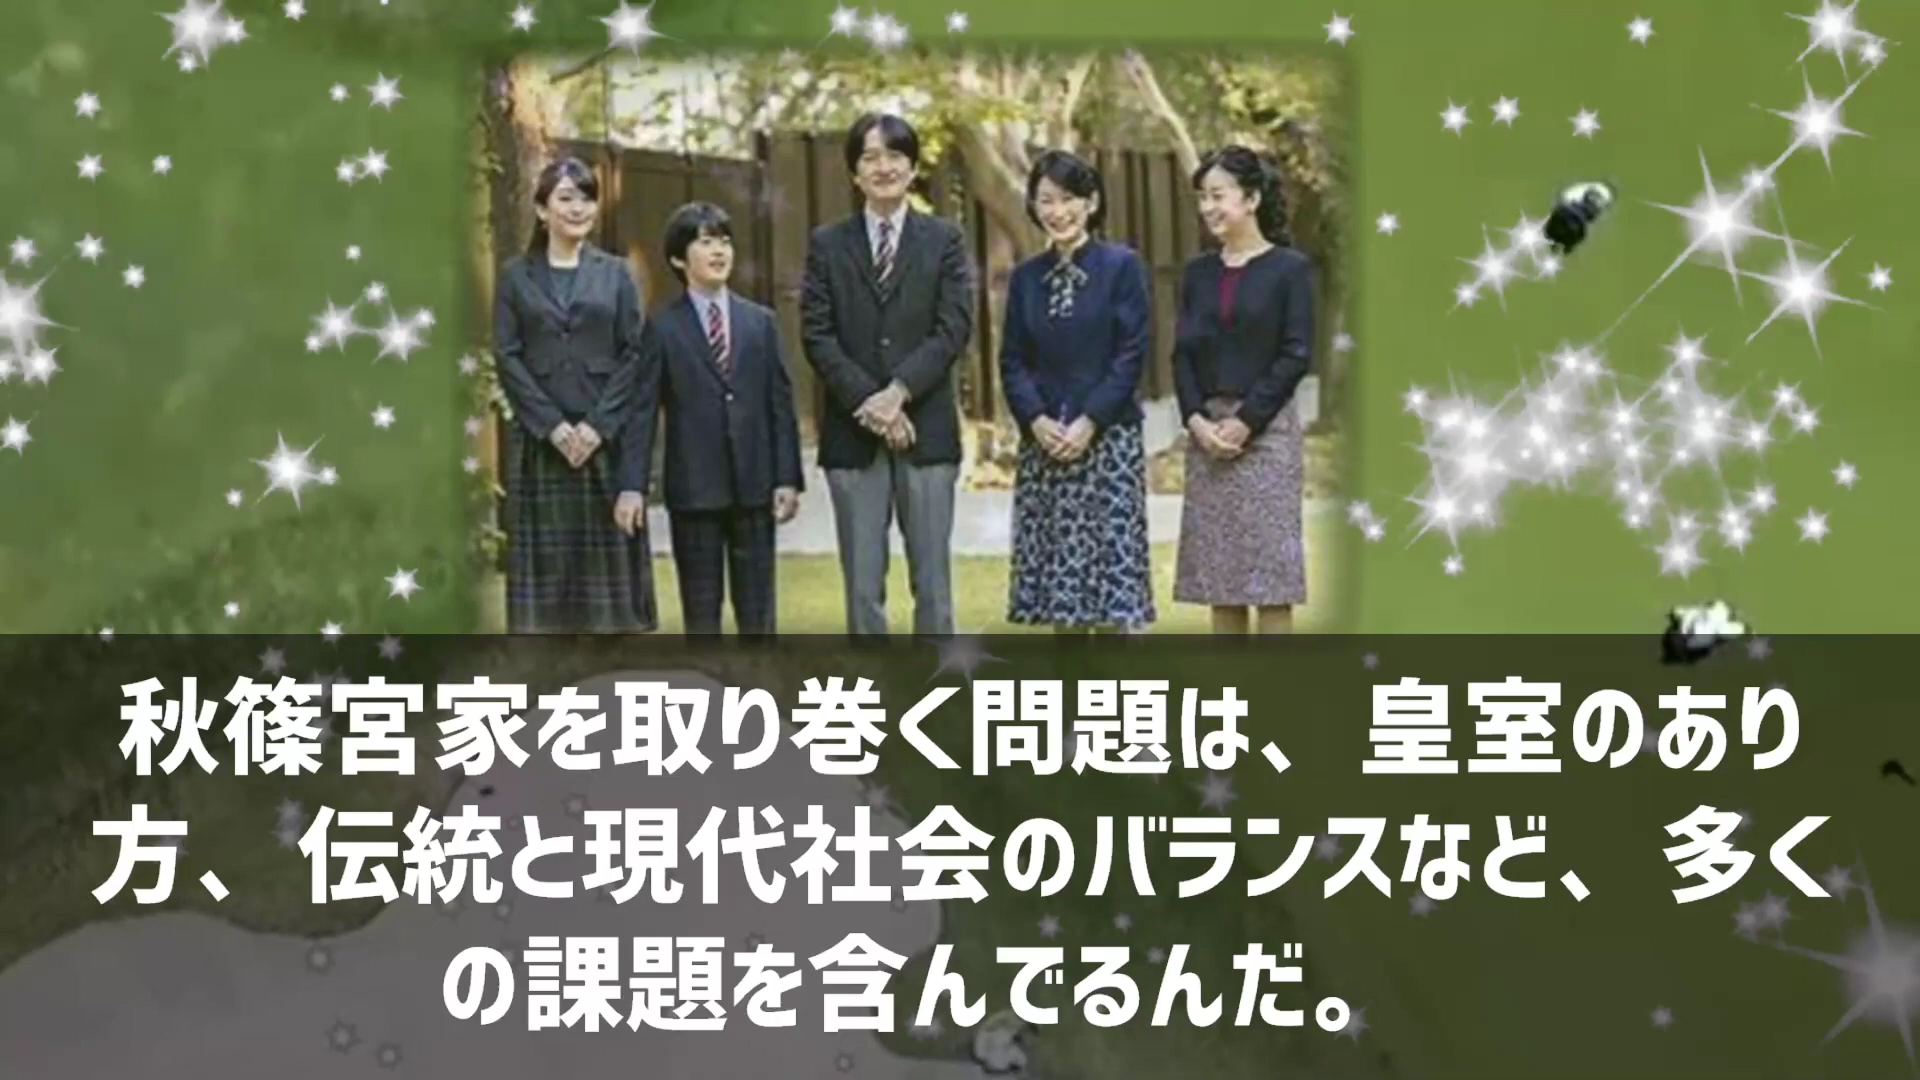 秋篠宮家を取り巻く問題は、皇室のあり
方、伝統と現代社会のバランスなど、多く
の課題を含んでるんだ。